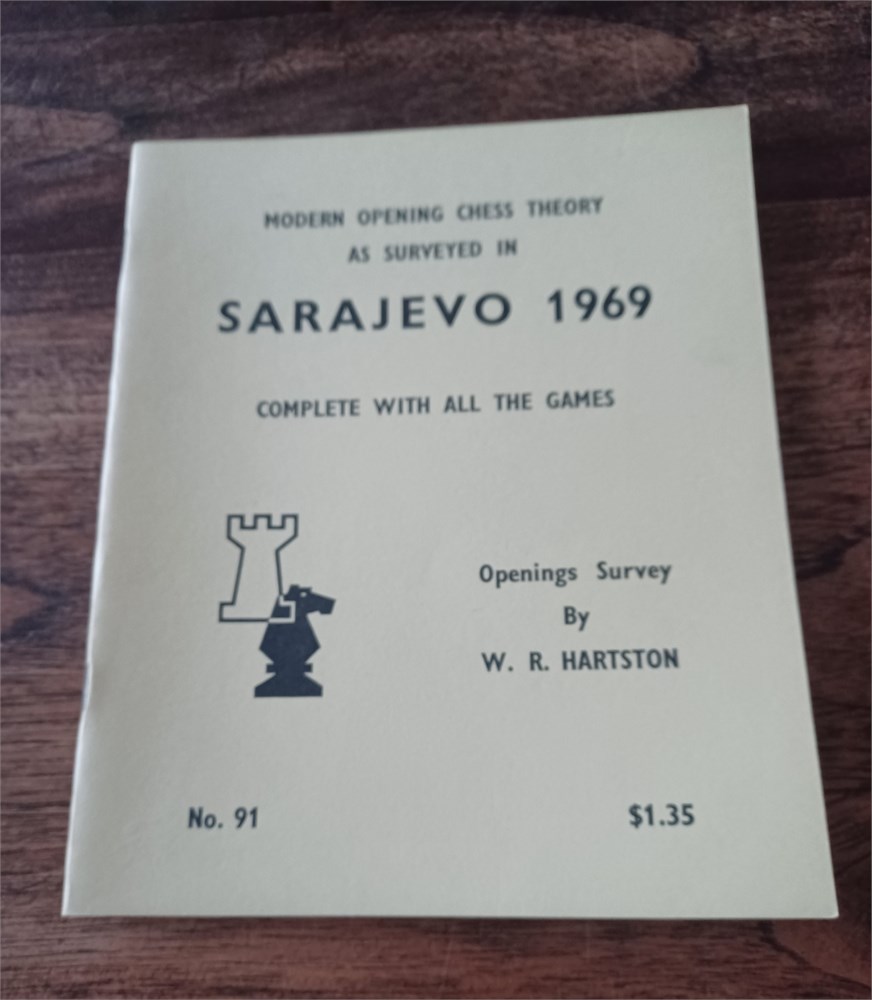 MODERN OPENING CHESS THEORY
AS SURVEYED IN
SARAJEVO 1969
COMPLETE WITH ALL THE GAMES
Openings Survey
By
W. R. HARTSTON
No. 91
$1.35